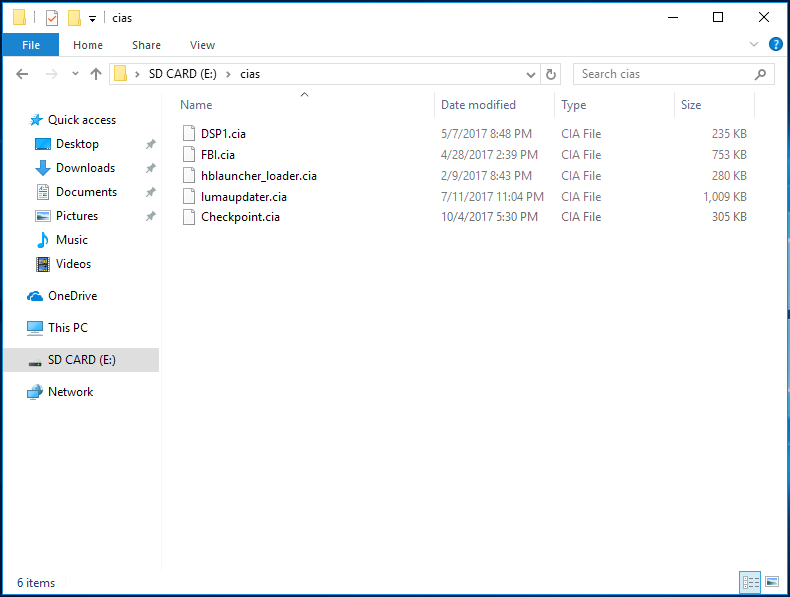 cias
File Home Share View
SD CARD (E:) cias Search cias
Name Date modified Type Size
Quick access
Desktop
Downloads
Documents
Pictures
Music
Videos
OneDrive
This PC
SD CARD (E:)
Network
DSP1.cia 5/7/2017 8:48 PM CIA File 235 KB
FBI.cia 4/28/2017 2:39 PM CIA File 753 KB
hblauncher_loader.cia 2/9/2017 8:43 PM CIA File 280 KB
lumaupdater.cia 7/11/2017 11:04 PM CIA File 1,009 KB
Checkpoint.cia 10/4/2017 5:30 PM CIA File 305 KB
6 items